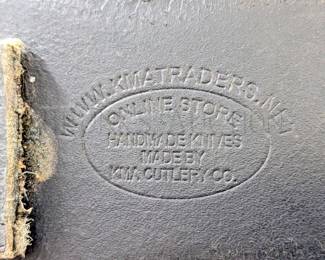 WWW.KMATRADERS.NET
ONLINE STORE
HANDMADE KNIVES
MADE BY
KMA CUTLERY CO.